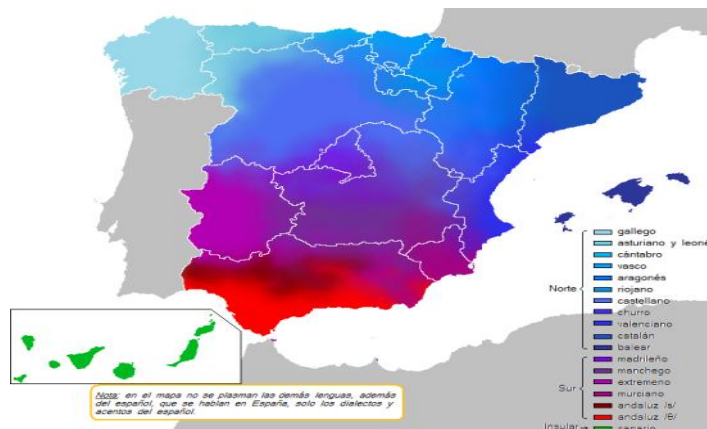 gallego
asturiano y leoné
cántabro
vasco
aragonés
riojano
castellano
churro
valenciano
catalán
balear
Norte
madrileño
manchego
extremeno
murciano
andaluz /s/
andaluz /θ/
Sur
Insular
canario
Nota: en el mapa no se plasman las demás lenguas, además
del español, que se hablan en España, solo los dialectos y
acentos del español.